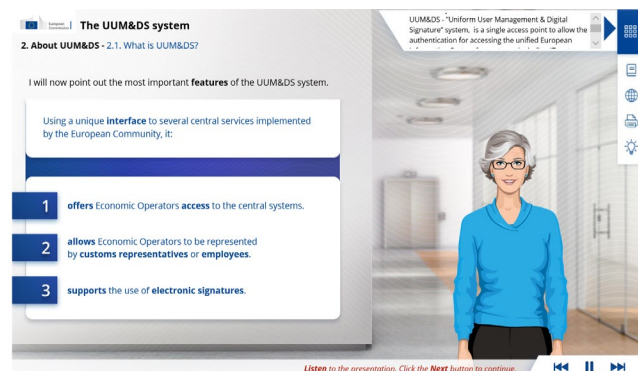 European
Commission
The UUM&DS system
2. About UUM&DS - 2.1. What is UUM&DS?
UUM&DS - "Uniform User Management & Digital
Signature" system, is a single access point to allow the
authentication for accessing the unified European
I will now point out the most important features of the UUM&DS system.
Using a unique interface to several central services implemented
by the European Community, it:
1 offers Economic Operators access to the central systems.
2 allows Economic Operators to be represented
by customs representatives or employees.
3 supports the use of electronic signatures.
Listen to the presentation. Click the Next button to continue.